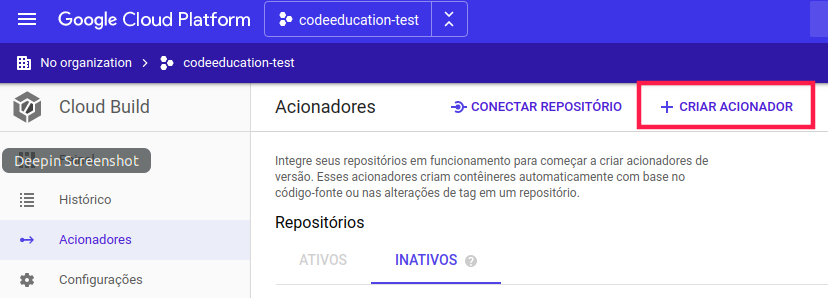 Google Cloud Platform
codeeducation-test
No organization
codeeducation-test
Cloud Build
Acionadores
CONECTAR REPOSITÓRIO
CRIAR ACIONADOR
Deepin Screenshot
Histórico
Acionadores
Configurações
Integre seus repositórios em funcionamento para começar a criar acionadores de
versão. Esses acionadores criam contêineres automaticamente com base no
código-fonte ou nas alterações de tag em um repositório.
Repositórios
ATIVOS
INATIVOS